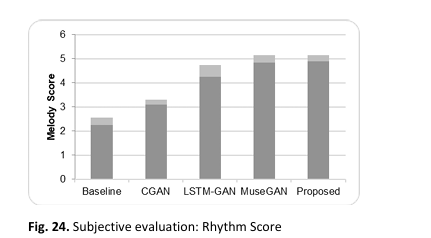 6
5
4
3
2
1
0
Melody Score
Baseline CGAN LSTM-GAN MuseGAN Proposed
Fig. 24. Subjective evaluation: Rhythm Score